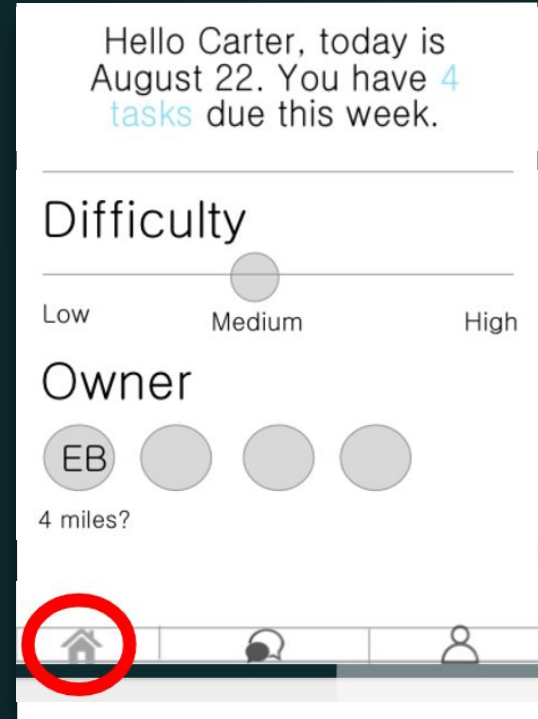 Hello Carter, today is
August 22. You have 4
tasks due this week.
Difficulty
Low Medium High
Owner
EB
4 miles?